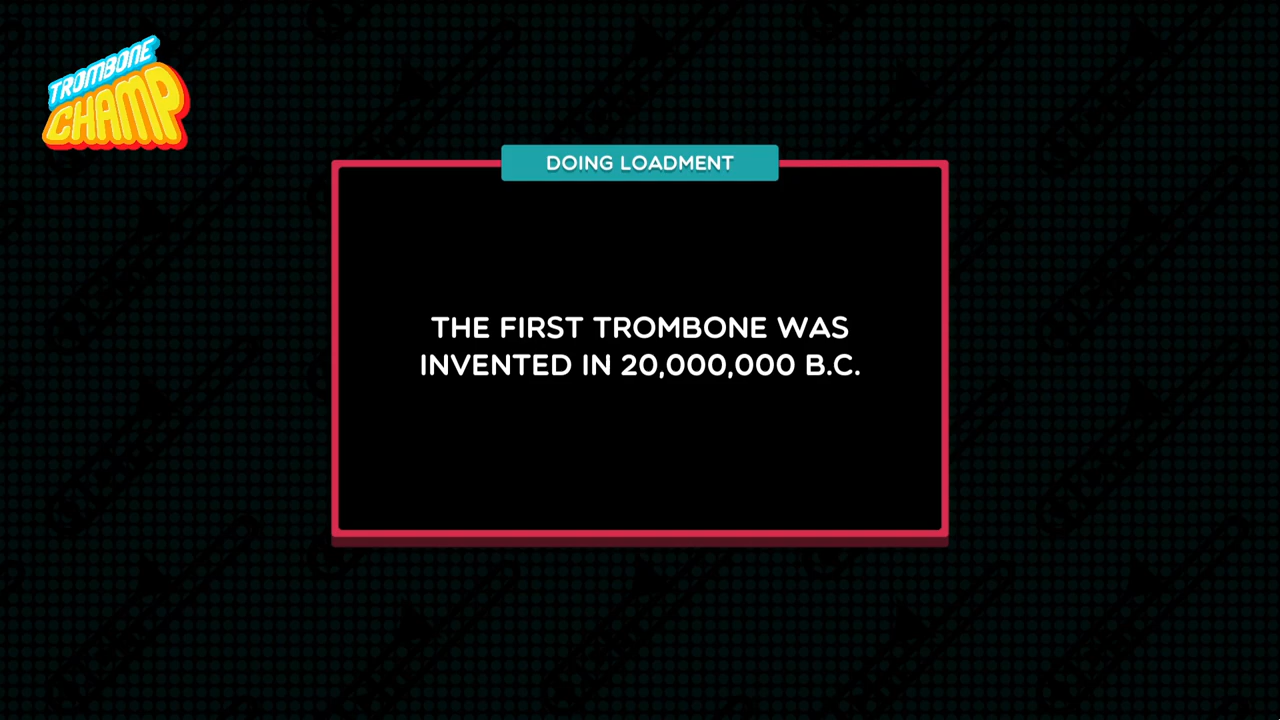 TROMBONE
CHAMP
DOING LOADMENT
THE FIRST TROMBONE WAS
INVENTED IN 20,000,000 B.C.